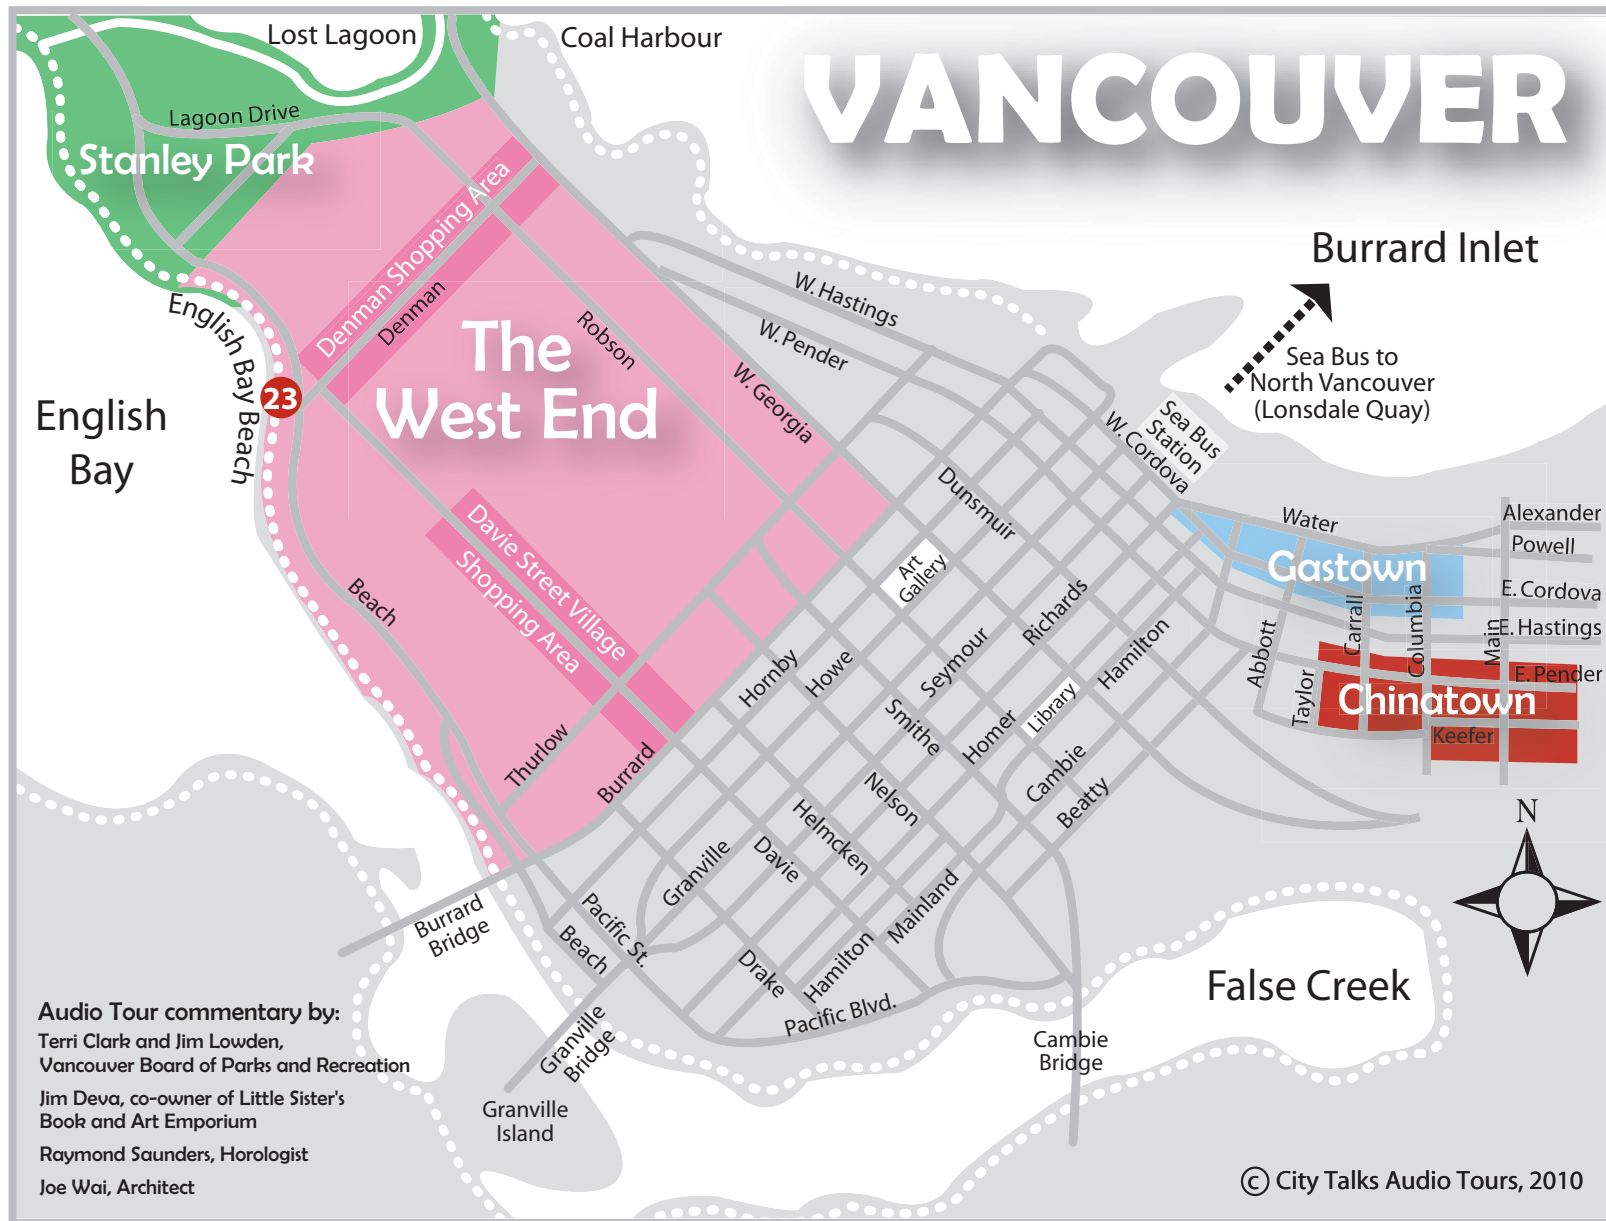 Lost Lagoon
Coal Harbour
VANCOUVER
Lagoon Drive
Stanley Park
Denman Shopping Area
Denman
Burrard Inlet
W. Hastings
W. Pender
Robson
W. Georgia
The
West End
English Bay Beach
23
English
Bay
Sea Bus to
North Vancouver
(Lonsdale Quay)
Sea Bus
Station
W. Cordova
Dunsmuir
Water
Alexander
Powell
Gastown
E. Cordova
E. Hastings
E. Pender
Chinatown
Keefer
Abbott
Taylor
Carrall
Columbia
Main
Davie Street Village
Shopping Area
Beach
Art
Gallery
Richards
Hamilton
Seymour
Hornby
Howe
Library
Smithe
Homer
Thurlow
Burrard
Cambie
Beatty
Nelson
Helmcken
Davie
Granville
Mainland
Hamilton
Drake
Pacific St.
Beach
Pacific Blvd.
Burrard
Bridge
Granville
Bridge
Granville
Island
Cambie
Bridge
False Creek
N
Audio Tour commentary by:
Terri Clark and Jim Lowden,
Vancouver Board of Parks and Recreation
Jim Deva, co-owner of Little Sister's
Book and Art Emporium
Raymond Saunders, Horologist
Joe Wai, Architect
© City Talks Audio Tours, 2010